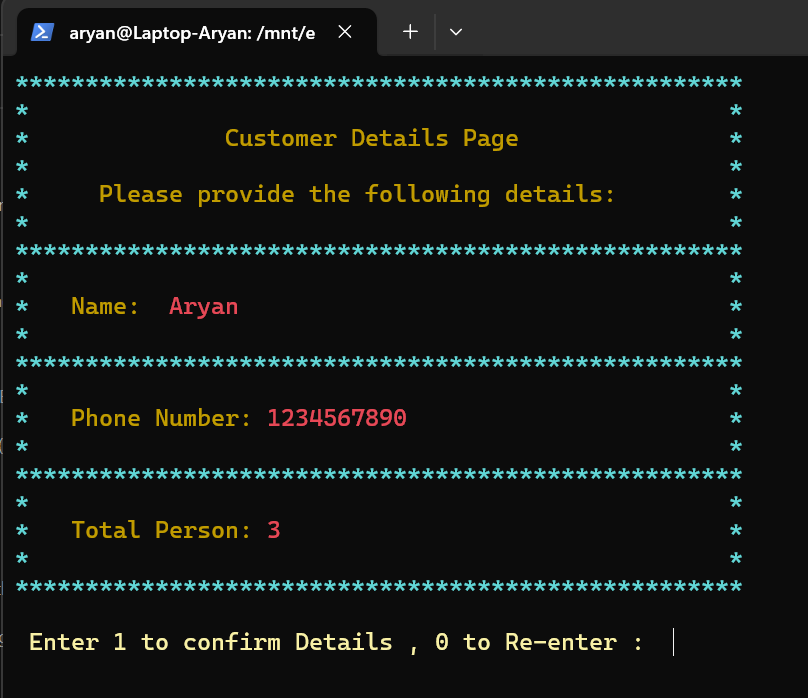 aryan@Laptop-Aryan: /mnt/e
****************************************************
*                                                  *
*              Customer Details Page               *
*                                                  *
*     Please provide the following details:        *
*                                                  *
****************************************************
*                                                  *
*   Name:  Aryan                                   *
*                                                  *
****************************************************
*                                                  *
*   Phone Number: 1234567890                       *
*                                                  *
****************************************************
*                                                  *
*   Total Person: 3                                *
*                                                  *
****************************************************
Enter 1 to confirm Details , 0 to Re-enter :